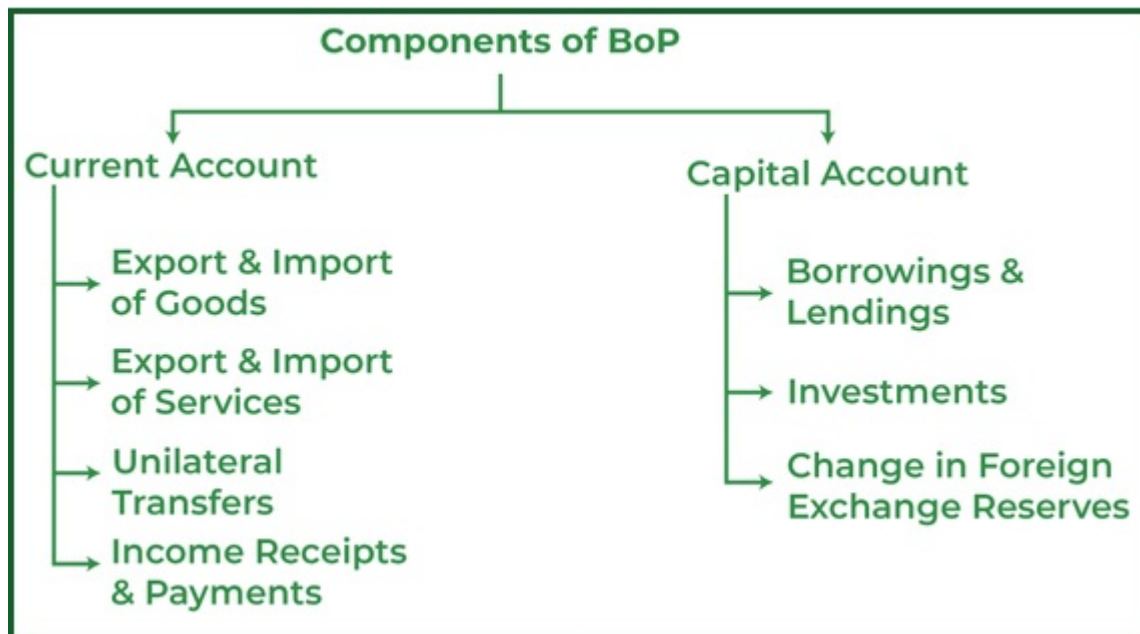 Components of BoP
Current Account
Export & Import
of Goods
Export & Import
of Services
Unilateral
Transfers
Income Receipts
& Payments
Capital Account
Borrowings &
Lendings
Investments
Change in Foreign
Exchange Reserves